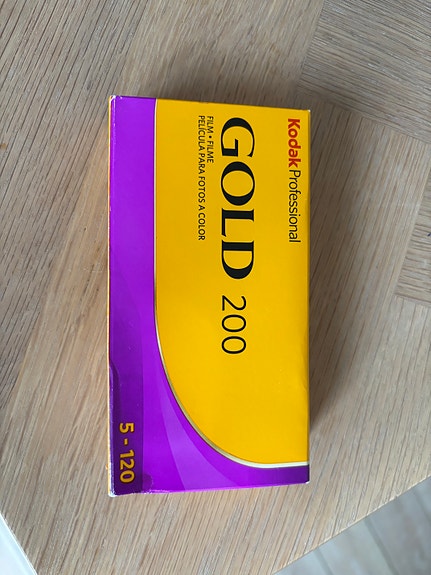 Kodak Professional
GOLD 200
FILM • FILME
PELÍCULA PARA FOTOS A COLOR
5 - 120